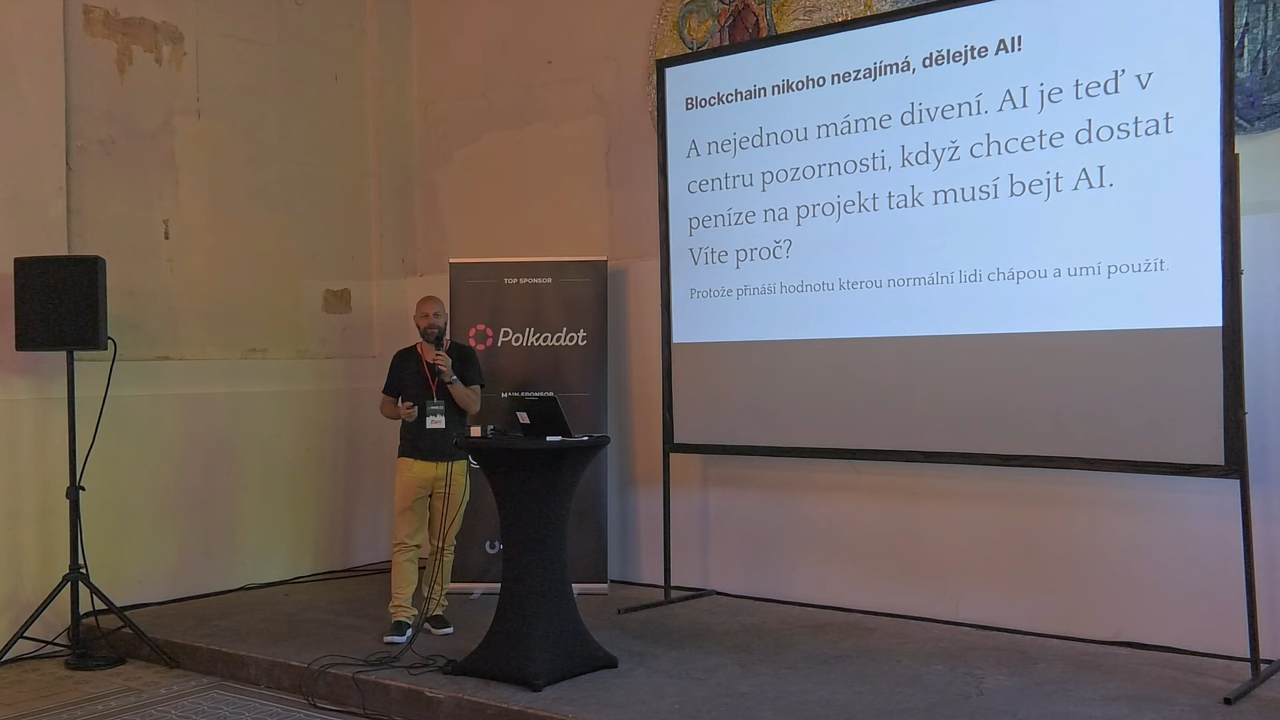 Blockchain nikoho nezajímá, dělejte AI!
A nejednou máme divení. AI je teď v
centru pozornosti, když chcete dostat
peníze na projekt tak musí bejt AI.
Víte proč?
Protože přináší hodnotu kterou normální lidi chápou a umí použít.
TOP SPONSOR
Polkadot
MAIN SPONSOR